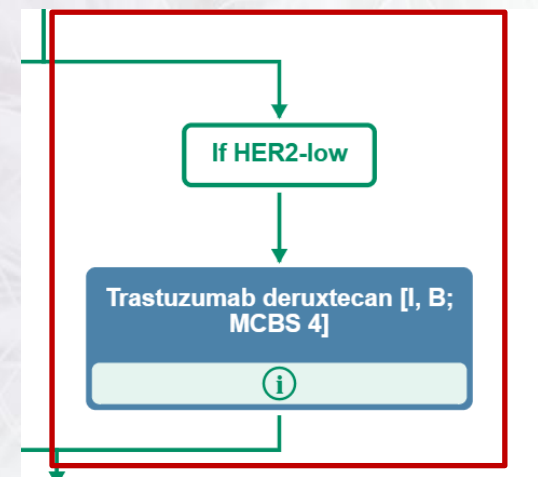 If HER2-low
Trastuzumab deruxtecan [I, B;
MCBS 4]
i